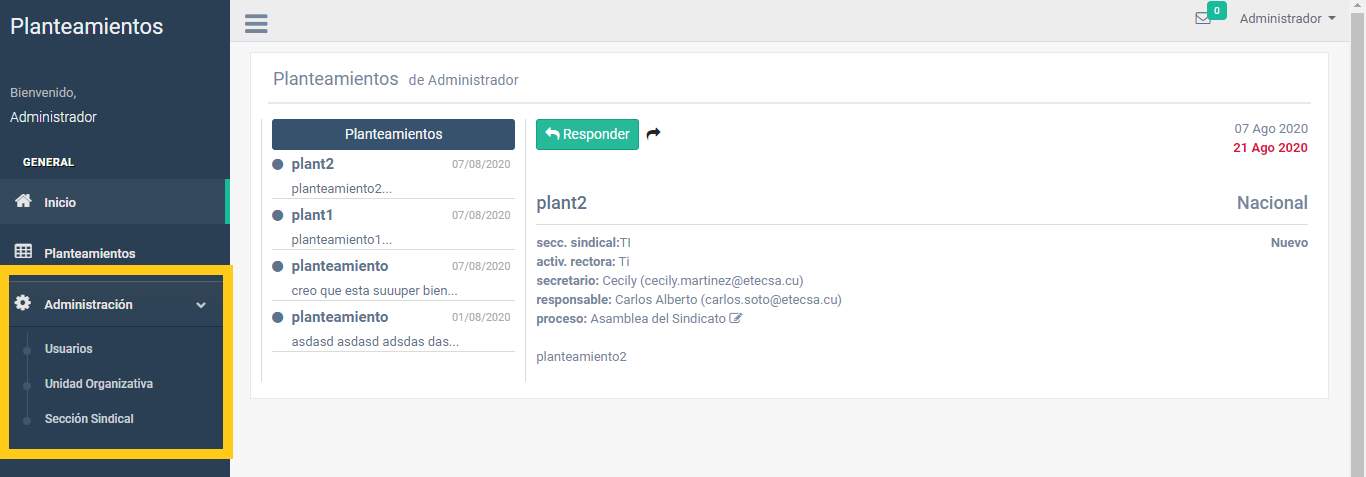 Planteamientos
0
Administrador
Bienvenido,
Administrador
GENERAL
Inicio
Planteamientos
Administración
Usuarios
Unidad Organizativa
Sección Sindical
Planteamientos de Administrador
Planteamientos
plant2 07/08/2020
planteamiento2...
plant1 07/08/2020
planteamiento1...
planteamiento 07/08/2020
creo que esta suuuper bien...
planteamiento 01/08/2020
asdasd asdasd adsdas das...
Responder
07 Ago 2020
21 Ago 2020
plant2 Nacional
secc. sindical:TI Nuevo
activ. rectora: Ti
secretario: Cecily (cecily.martinez@etecsa.cu)
responsable: Carlos Alberto (carlos.soto@etecsa.cu)
proceso: Asamblea del Sindicato
planteamiento2